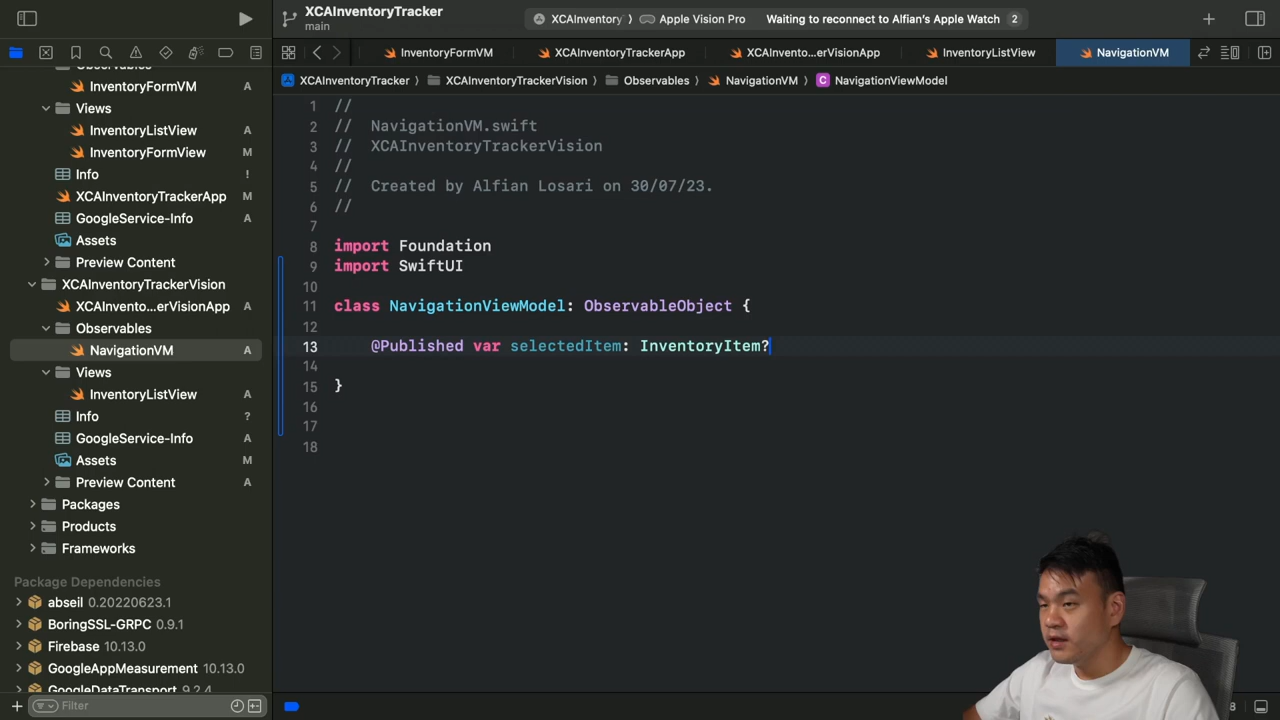 XCAInventoryTracker
main
XCAInventory
Apple Vision Pro
Waiting to reconnect to Alfian's Apple Watch
2
InventoryFormVM
XCAInventoryTrackerApp
XCAInvento...erVisionApp
InventoryListView
NavigationVM
XCAInventoryTracker
XCAInventoryTrackerVision
Observables
NavigationVM
C
NavigationViewModel
InventoryFormVM A
Views
InventoryListView A
InventoryFormView M
Info !
XCAInventoryTrackerApp M
GoogleService-Info A
Assets
Preview Content
XCAInventoryTrackerVision
XCAInvento...erVisionApp A
Observables
NavigationVM A
Views
InventoryListView A
Info ?
GoogleService-Info A
Assets M
Preview Content A
Packages
Products
Frameworks
Package Dependencies
abseil 0.20220623.1
BoringSSL-GRPC 0.9.1
Firebase 10.13.0
GoogleAppMeasurement 10.13.0
GoogleDataTransport 9.2.4
Filter
1 //
2 // NavigationVM.swift
3 // XCAInventoryTrackerVision
4 //
5 // Created by Alfian Losari on 30/07/23.
6 //
7
8 import Foundation
9 import SwiftUI
10
11 class NavigationViewModel: ObservableObject {
12
13 @Published var selectedItem: InventoryItem?
14
15 }
16
17
18